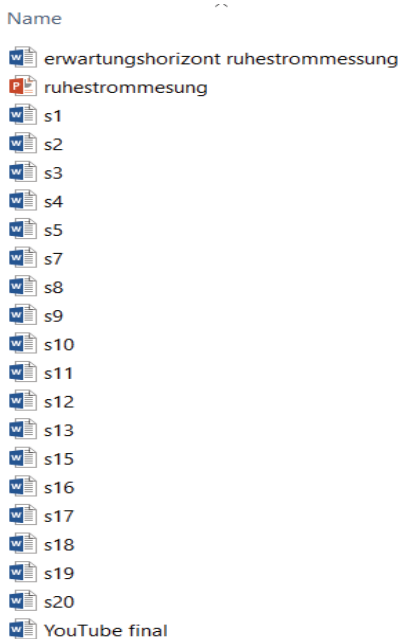 Name
erwartungshorizont ruhestrommessung
ruhestrommesung
s1
s2
s3
s4
s5
s7
s8
s9
s10
s11
s12
s13
s15
s16
s17
s18
s19
s20
YouTube final